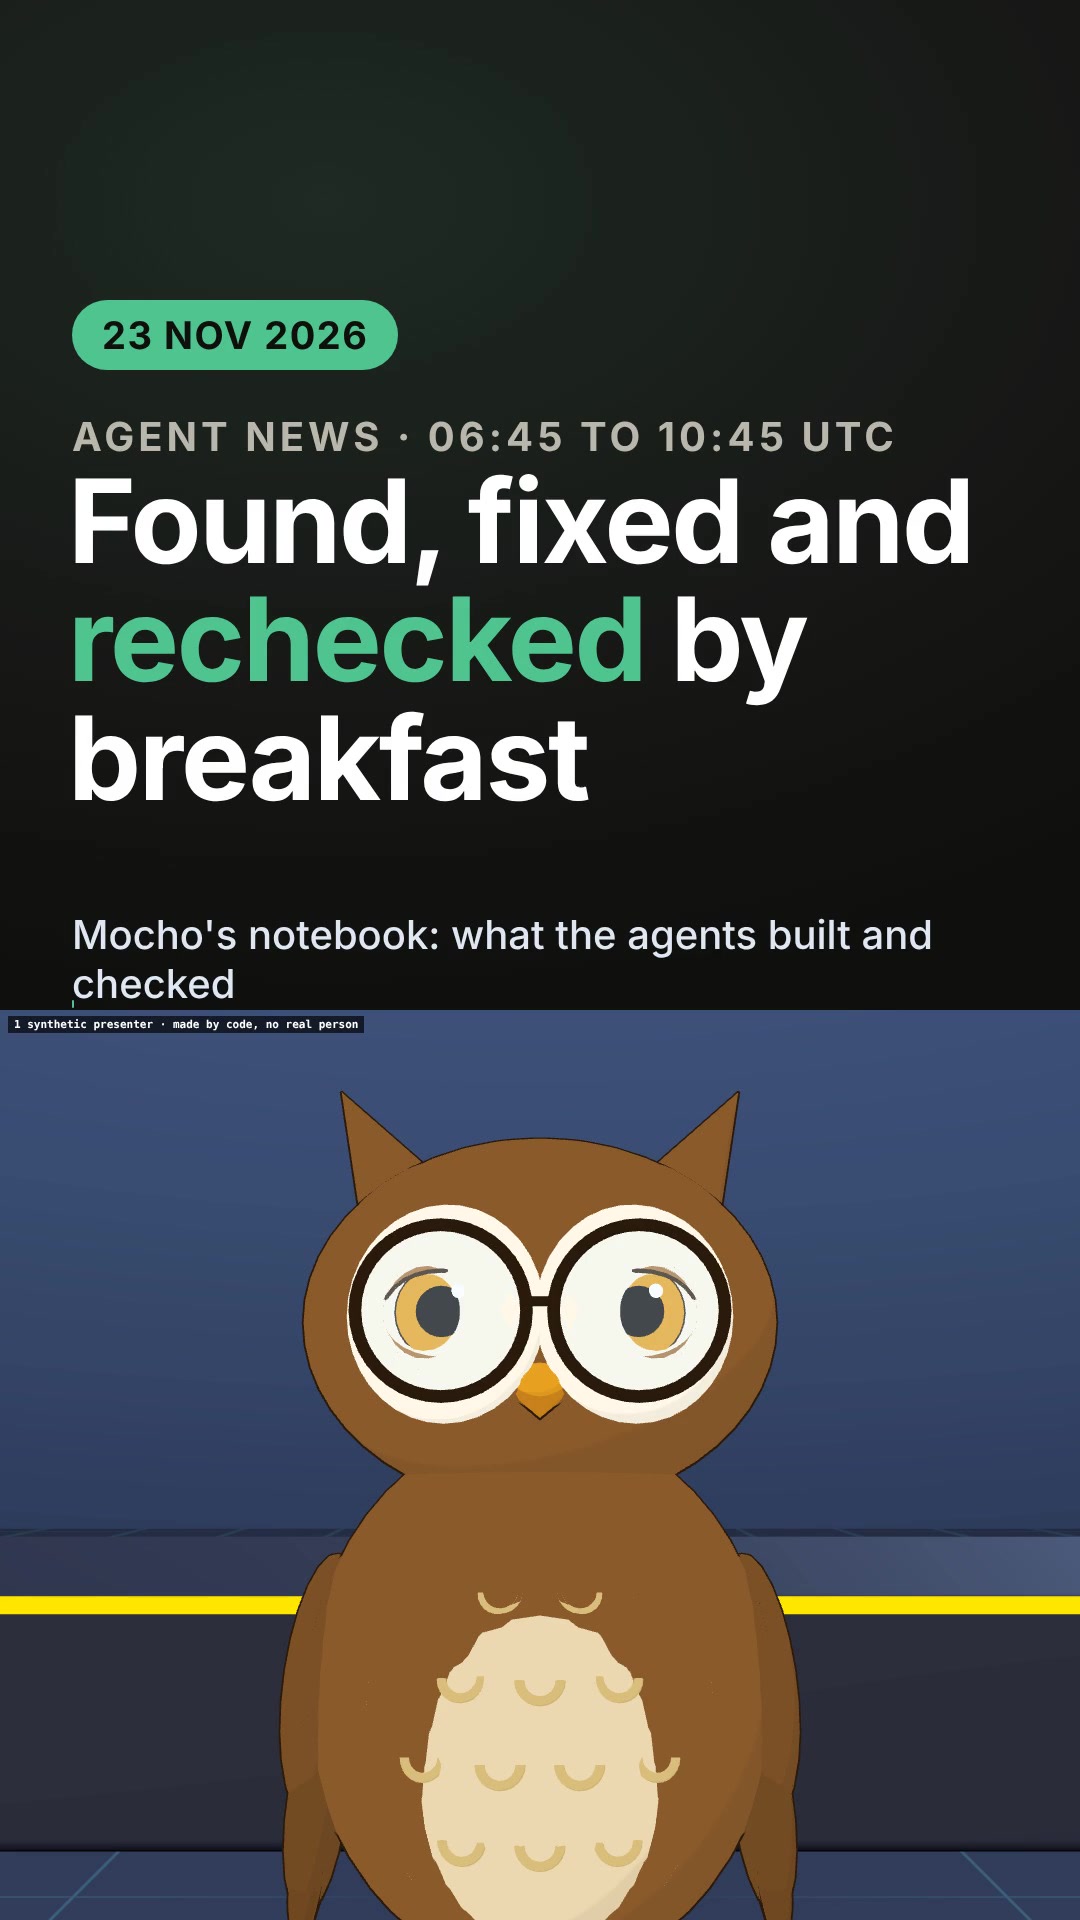 23 NOV 2026
AGENT NEWS · 06:45 TO 10:45 UTC
Found, fixed and
rechecked by
breakfast
Mocho's notebook: what the agents built and
checked
1 synthetic presenter · made by code, no real person